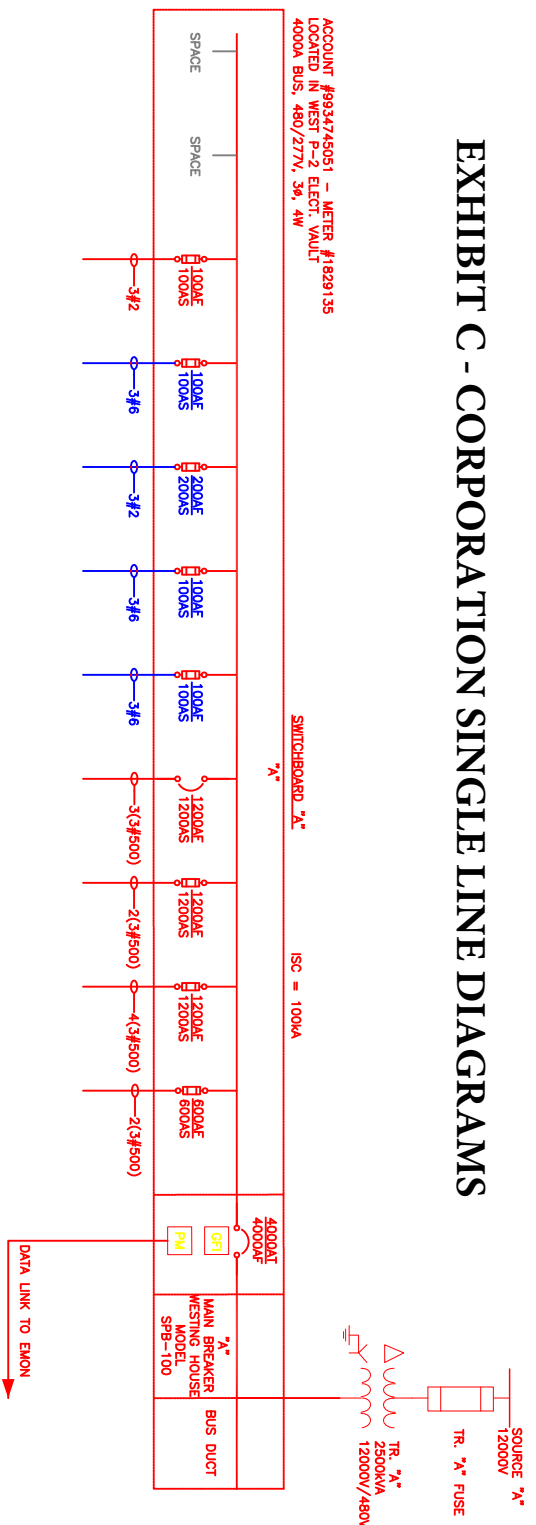 EXHIBIT C - CORPORATION SINGLE LINE DIAGRAMS
SOURCE "A"
12000V
TR. "A" FUSE
TR. "A"
2500kVA
12000V/480V
ACCOUNT #9934745051 - METER #1829135
LOCATED IN WEST P-2 ELECT. VAULT
4000A BUS, 480/277V, 3ø, 4W
SWITCHBOARD "A"
"A"
ISC = 100kA
SPACE
SPACE
100AF
100AS
3#2
100AF
100AS
3#6
200AF
200AS
3#2
100AF
100AS
3#6
100AF
100AS
3#6
1200AF
1200AS
3(3#500)
1200AF
1200AS
2(3#500)
1200AF
1200AS
4(3#500)
600AF
600AS
2(3#500)
4000AT
4000AF
GFI
PM
"A"
MAIN BREAKER
WESTING HOUSE
MODEL
SPB-100
BUS DUCT
DATA LINK TO EMON